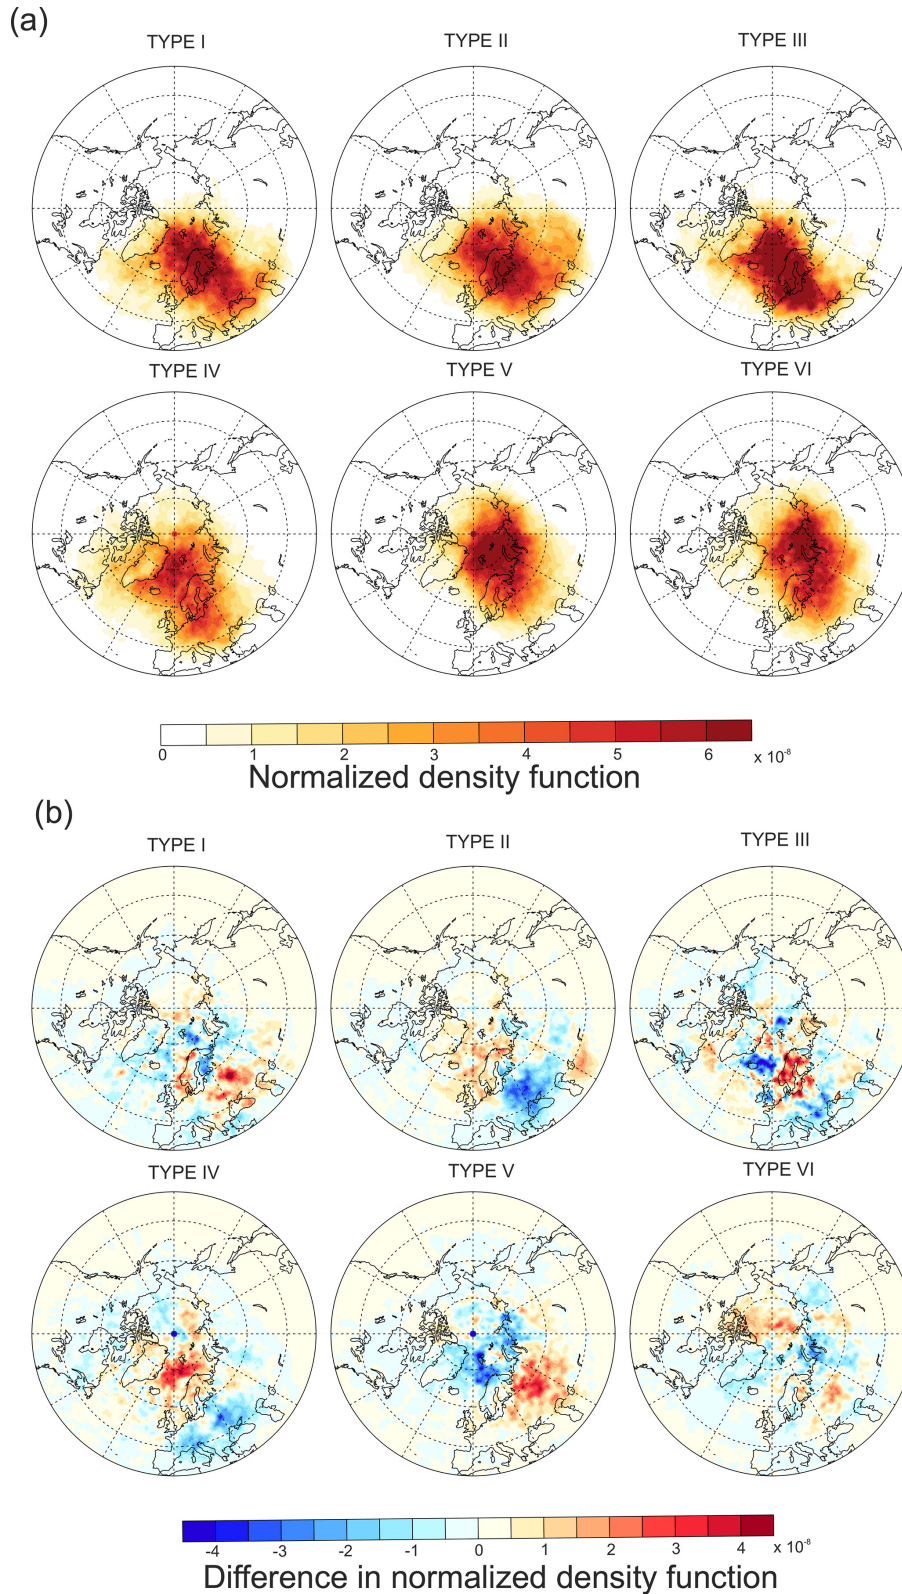 (a)
TYPE I TYPE II TYPE III
TYPE IV TYPE V TYPE VI
0 1 2 3 4 5 6 x 10⁻⁸
Normalized density function
(b)
TYPE I TYPE II TYPE III
TYPE IV TYPE V TYPE VI
-4 -3 -2 -1 0 1 2 3 4 x 10⁻⁸
Difference in normalized density function